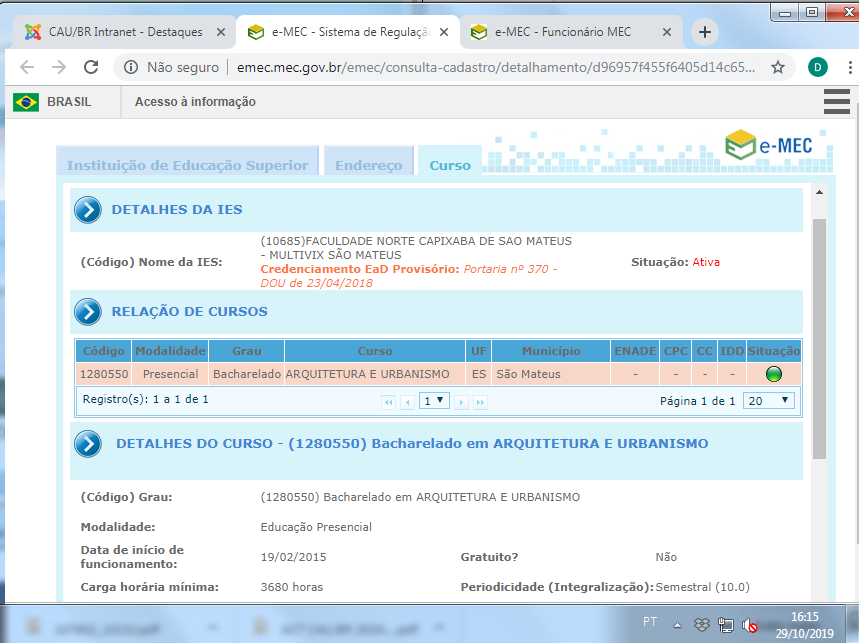 CAU/BR Intranet - Destaques
e-MEC - Sistema de Regulaçã
e-MEC - Funcionário MEC
Não seguro | emec.mec.gov.br/emec/consulta-cadastro/detalhamento/d96957f455f6405d14c65...
D
BRASIL
Acesso à informação
Instituição de Educação Superior
Endereço
Curso
e-MEC
DETALHES DA IES
(Código) Nome da IES:
(10685)FACULDADE NORTE CAPIXABA DE SAO MATEUS
- MULTIVIX SÃO MATEUS
Credenciamento EaD Provisório: Portaria nº 370 -
DOU de 23/04/2018
Situação: Ativa
RELAÇÃO DE CURSOS
Código Modalidade Grau Curso UF Município ENADE CPC CC IDD Situação
1280550 Presencial Bacharelado ARQUITETURA E URBANISMO ES São Mateus - - - -
Registro(s): 1 a 1 de 1
1
Página 1 de 1
20
DETALHES DO CURSO - (1280550) Bacharelado em ARQUITETURA E URBANISMO
(Código) Grau: (1280550) Bacharelado em ARQUITETURA E URBANISMO
Modalidade: Educação Presencial
Data de início de
funcionamento:
19/02/2015
Gratuito? Não
Carga horária mínima: 3680 horas
Periodicidade (Integralização): Semestral (10.0)
PT
16:15
29/10/2019